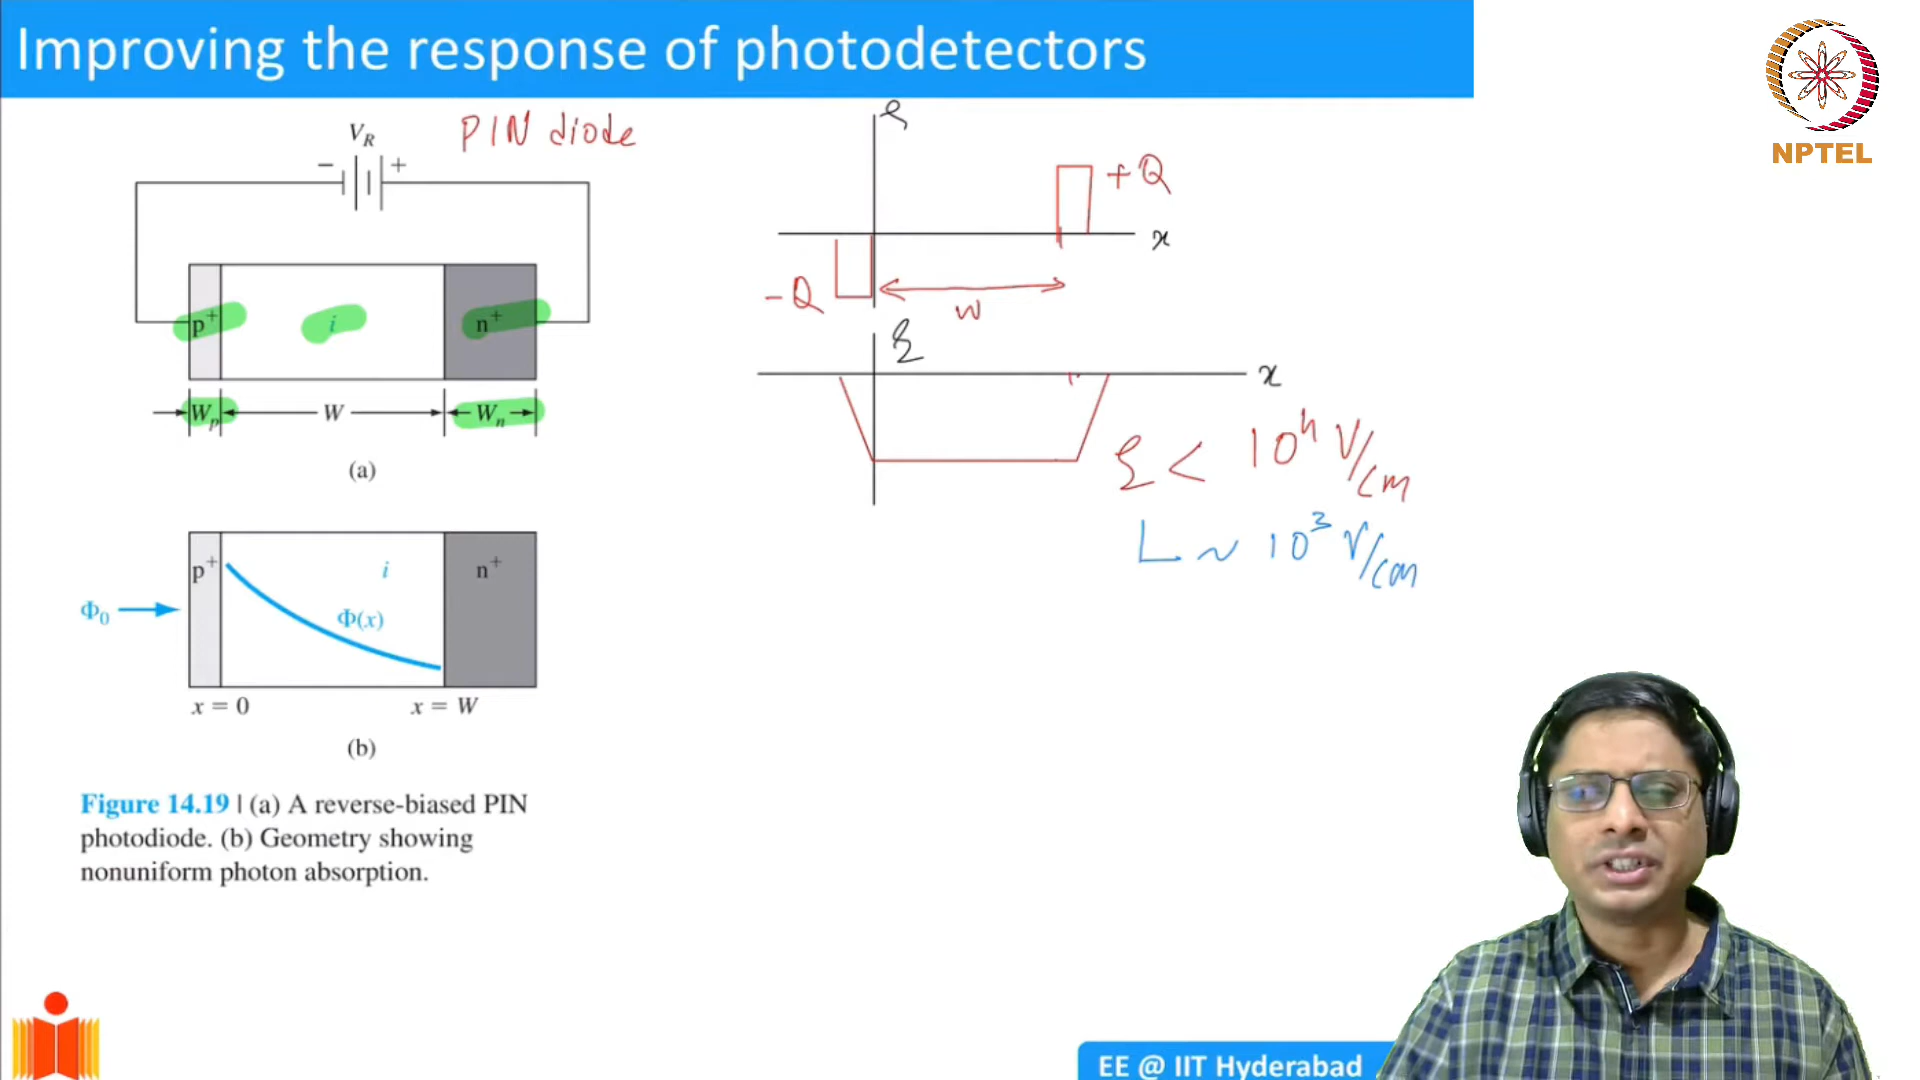 Improving the response of photodetectors
NPTEL
V_R
− +
PIN diode
p⁺ i n⁺
W_p W W_n
(a)
ρ
+Q
x
−Q
W
ξ
x
ξ < 10⁴ V/cm
L ~ 10³ V/cm
p⁺ i n⁺
Φ₀
Φ(x)
x = 0 x = W
(b)
Figure 14.19 | (a) A reverse-biased PIN
photodiode. (b) Geometry showing
nonuniform photon absorption.
EE @ IIT Hyderabad